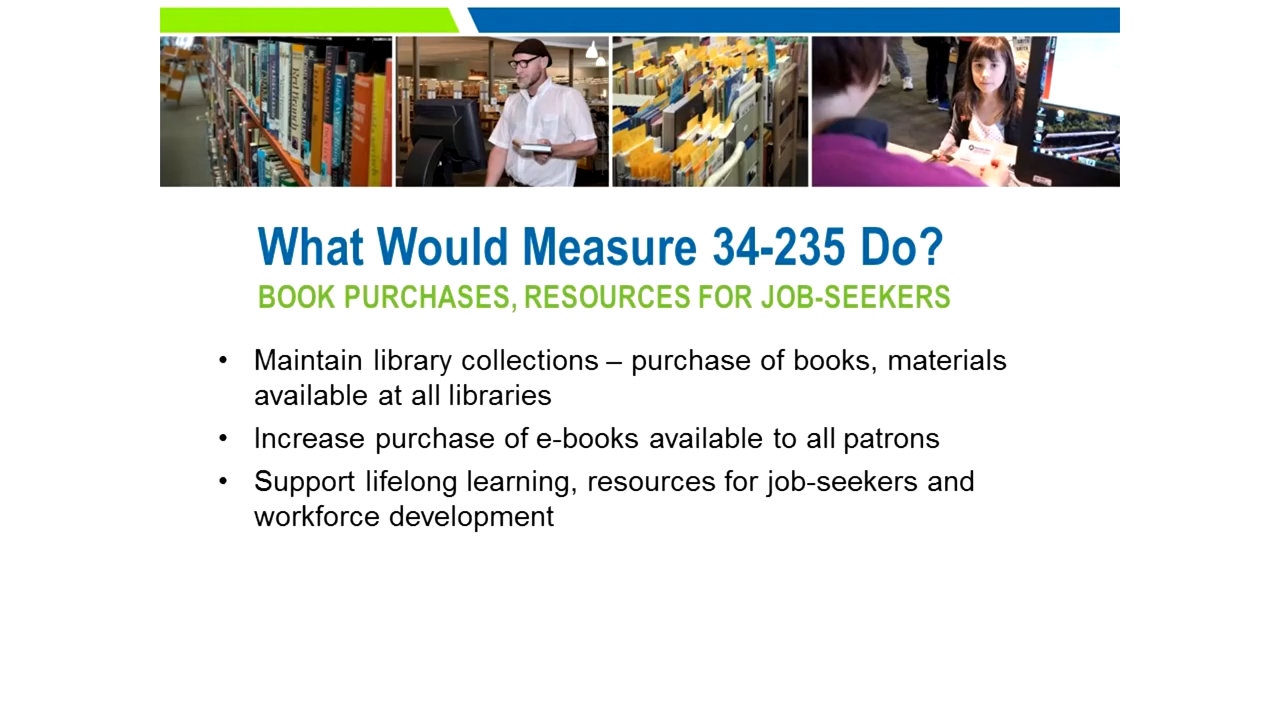 What Would Measure 34-235 Do?
BOOK PURCHASES, RESOURCES FOR JOB-SEEKERS
• Maintain library collections – purchase of books, materials
available at all libraries
• Increase purchase of e-books available to all patrons
• Support lifelong learning, resources for job-seekers and
workforce development